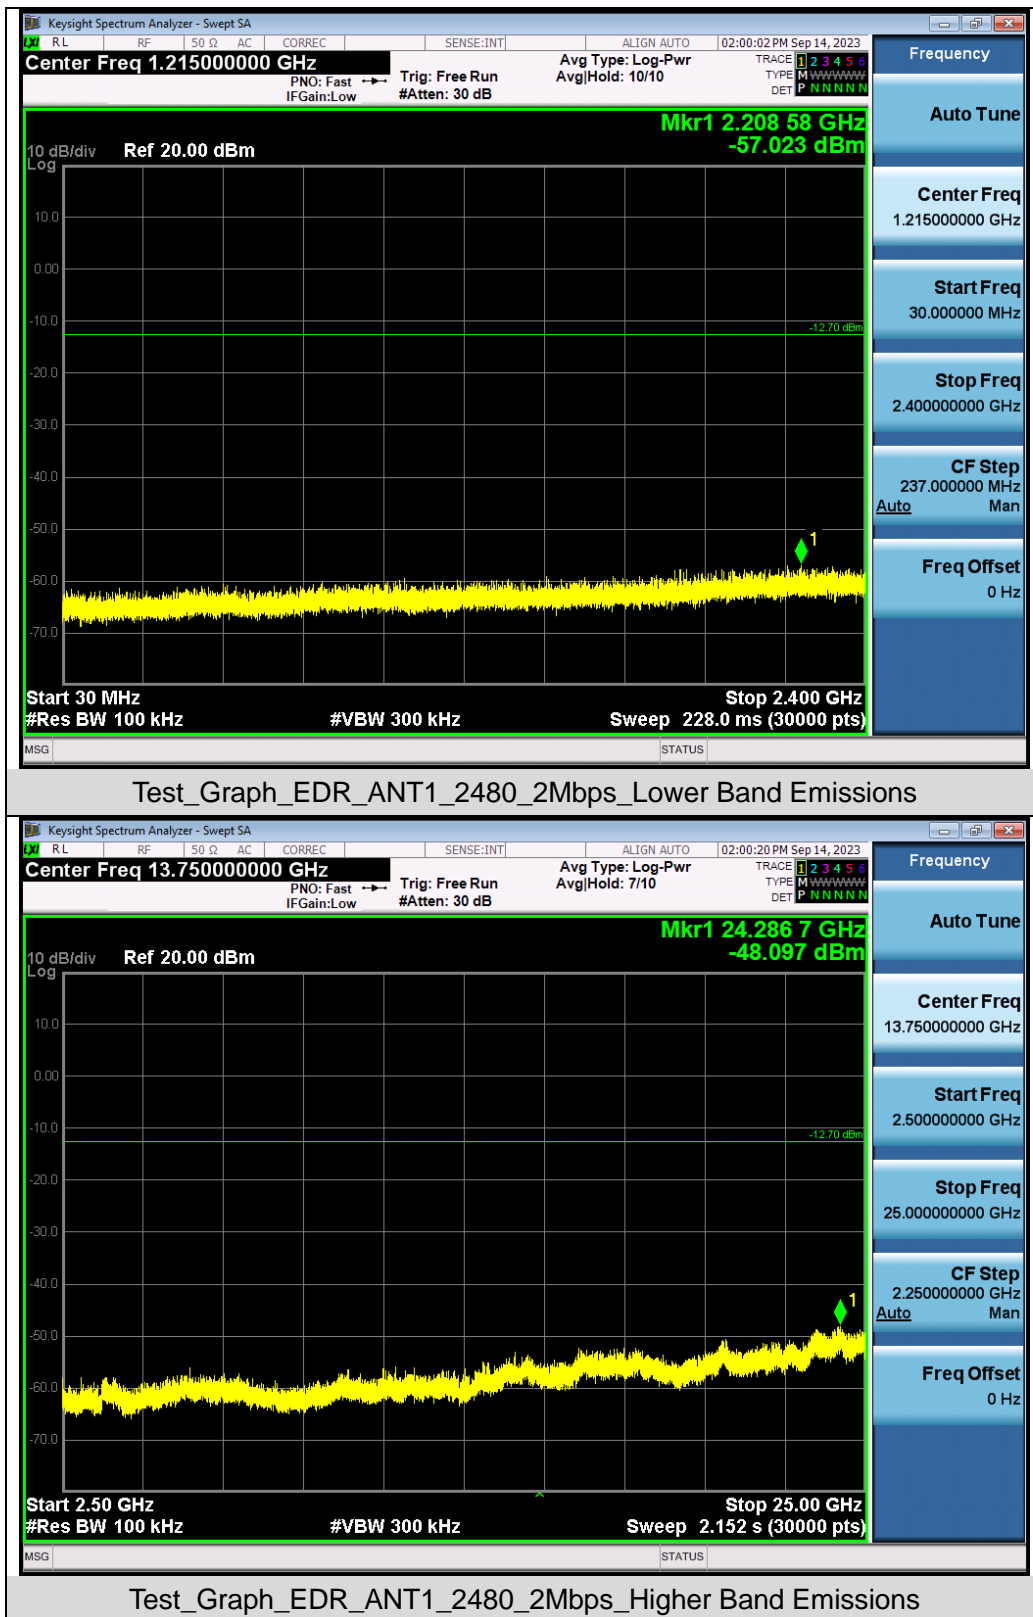 Keysight Spectrum Analyzer - Swept SA
LXI RL RF 50 Ω AC CORREC SENSE:INT ALIGN AUTO 02:00:02 PM Sep 14, 2023
Center Freq 1.215000000 GHz
PNO: Fast
IFGain:Low
Trig: Free Run
#Atten: 30 dB
Avg Type: Log-Pwr
Avg|Hold: 10/10
TRACE 1 2 3 4 5 6
TYPE M WWWWW
DET P N N N N N
Frequency
Auto Tune
Center Freq
1.215000000 GHz
Start Freq
30.000000 MHz
Stop Freq
2.400000000 GHz
CF Step
237.000000 MHz
Auto Man
Freq Offset
0 Hz
Mkr1 2.208 58 GHz
-57.023 dBm
10 dB/div Ref 20.00 dBm
Log
10.0
0.00
-10.0
-12.70 dBm
-20.0
-30.0
-40.0
-50.0
1
-60.0
-70.0
Start 30 MHz Stop 2.400 GHz
#Res BW 100 kHz #VBW 300 kHz Sweep 228.0 ms (30000 pts)
MSG STATUS
Test_Graph_EDR_ANT1_2480_2Mbps_Lower Band Emissions
Keysight Spectrum Analyzer - Swept SA
LXI RL RF 50 Ω AC CORREC SENSE:INT ALIGN AUTO 02:00:20 PM Sep 14, 2023
Center Freq 13.750000000 GHz
PNO: Fast
IFGain:Low
Trig: Free Run
#Atten: 30 dB
Avg Type: Log-Pwr
Avg|Hold: 7/10
TRACE 1 2 3 4 5 6
TYPE M WWWWW
DET P N N N N N
Frequency
Auto Tune
Center Freq
13.750000000 GHz
Start Freq
2.500000000 GHz
Stop Freq
25.000000000 GHz
CF Step
2.250000000 GHz
Auto Man
Freq Offset
0 Hz
Mkr1 24.286 7 GHz
-48.097 dBm
10 dB/div Ref 20.00 dBm
Log
10.0
0.00
-10.0
-12.70 dBm
-20.0
-30.0
-40.0
1
-50.0
-60.0
-70.0
Start 2.50 GHz Stop 25.00 GHz
#Res BW 100 kHz #VBW 300 kHz Sweep 2.152 s (30000 pts)
MSG STATUS
Test_Graph_EDR_ANT1_2480_2Mbps_Higher Band Emissions